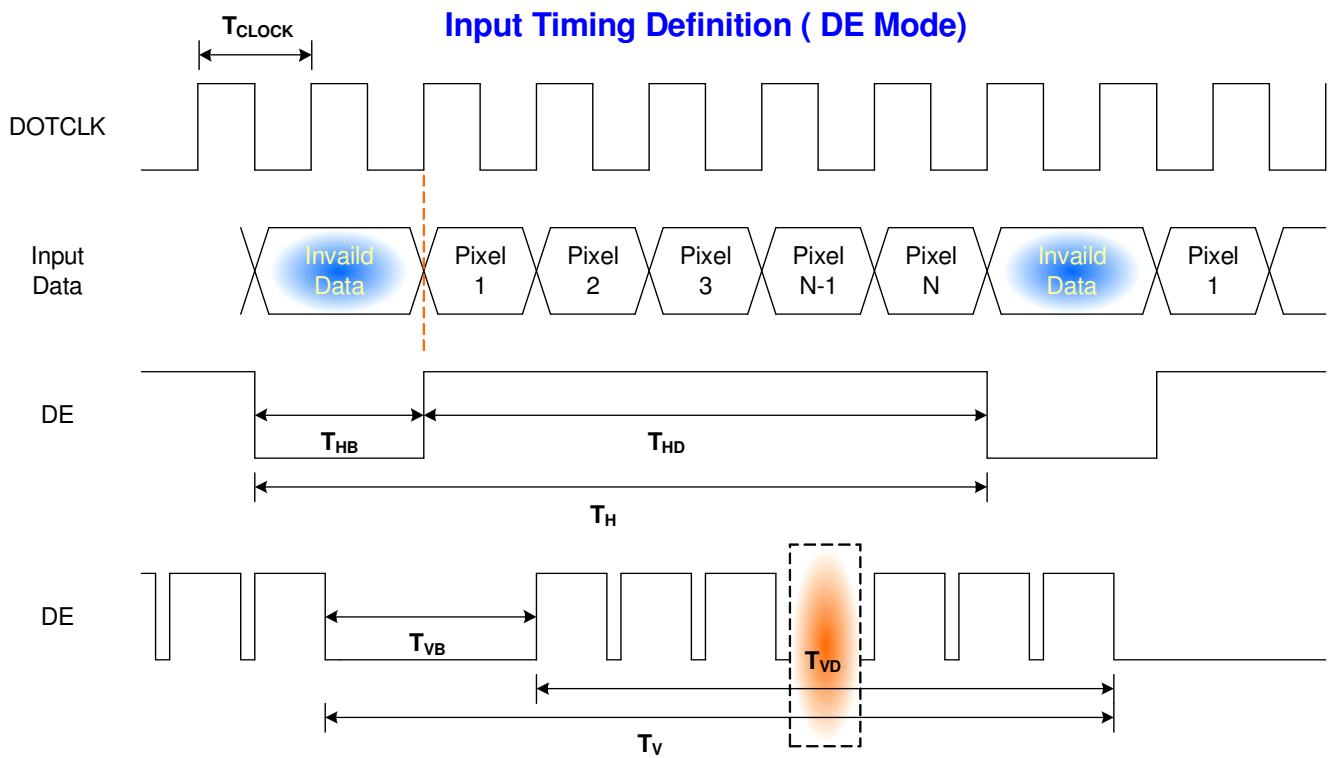 Input Timing Definition ( DE Mode)
TCLOCK
DOTCLK
Input
Data
Invaild
Data
Pixel
1
Pixel
2
Pixel
3
Pixel
N-1
Pixel
N
Invaild
Data
Pixel
1
DE
THB
THD
TH
DE
TVB
TVD
TV